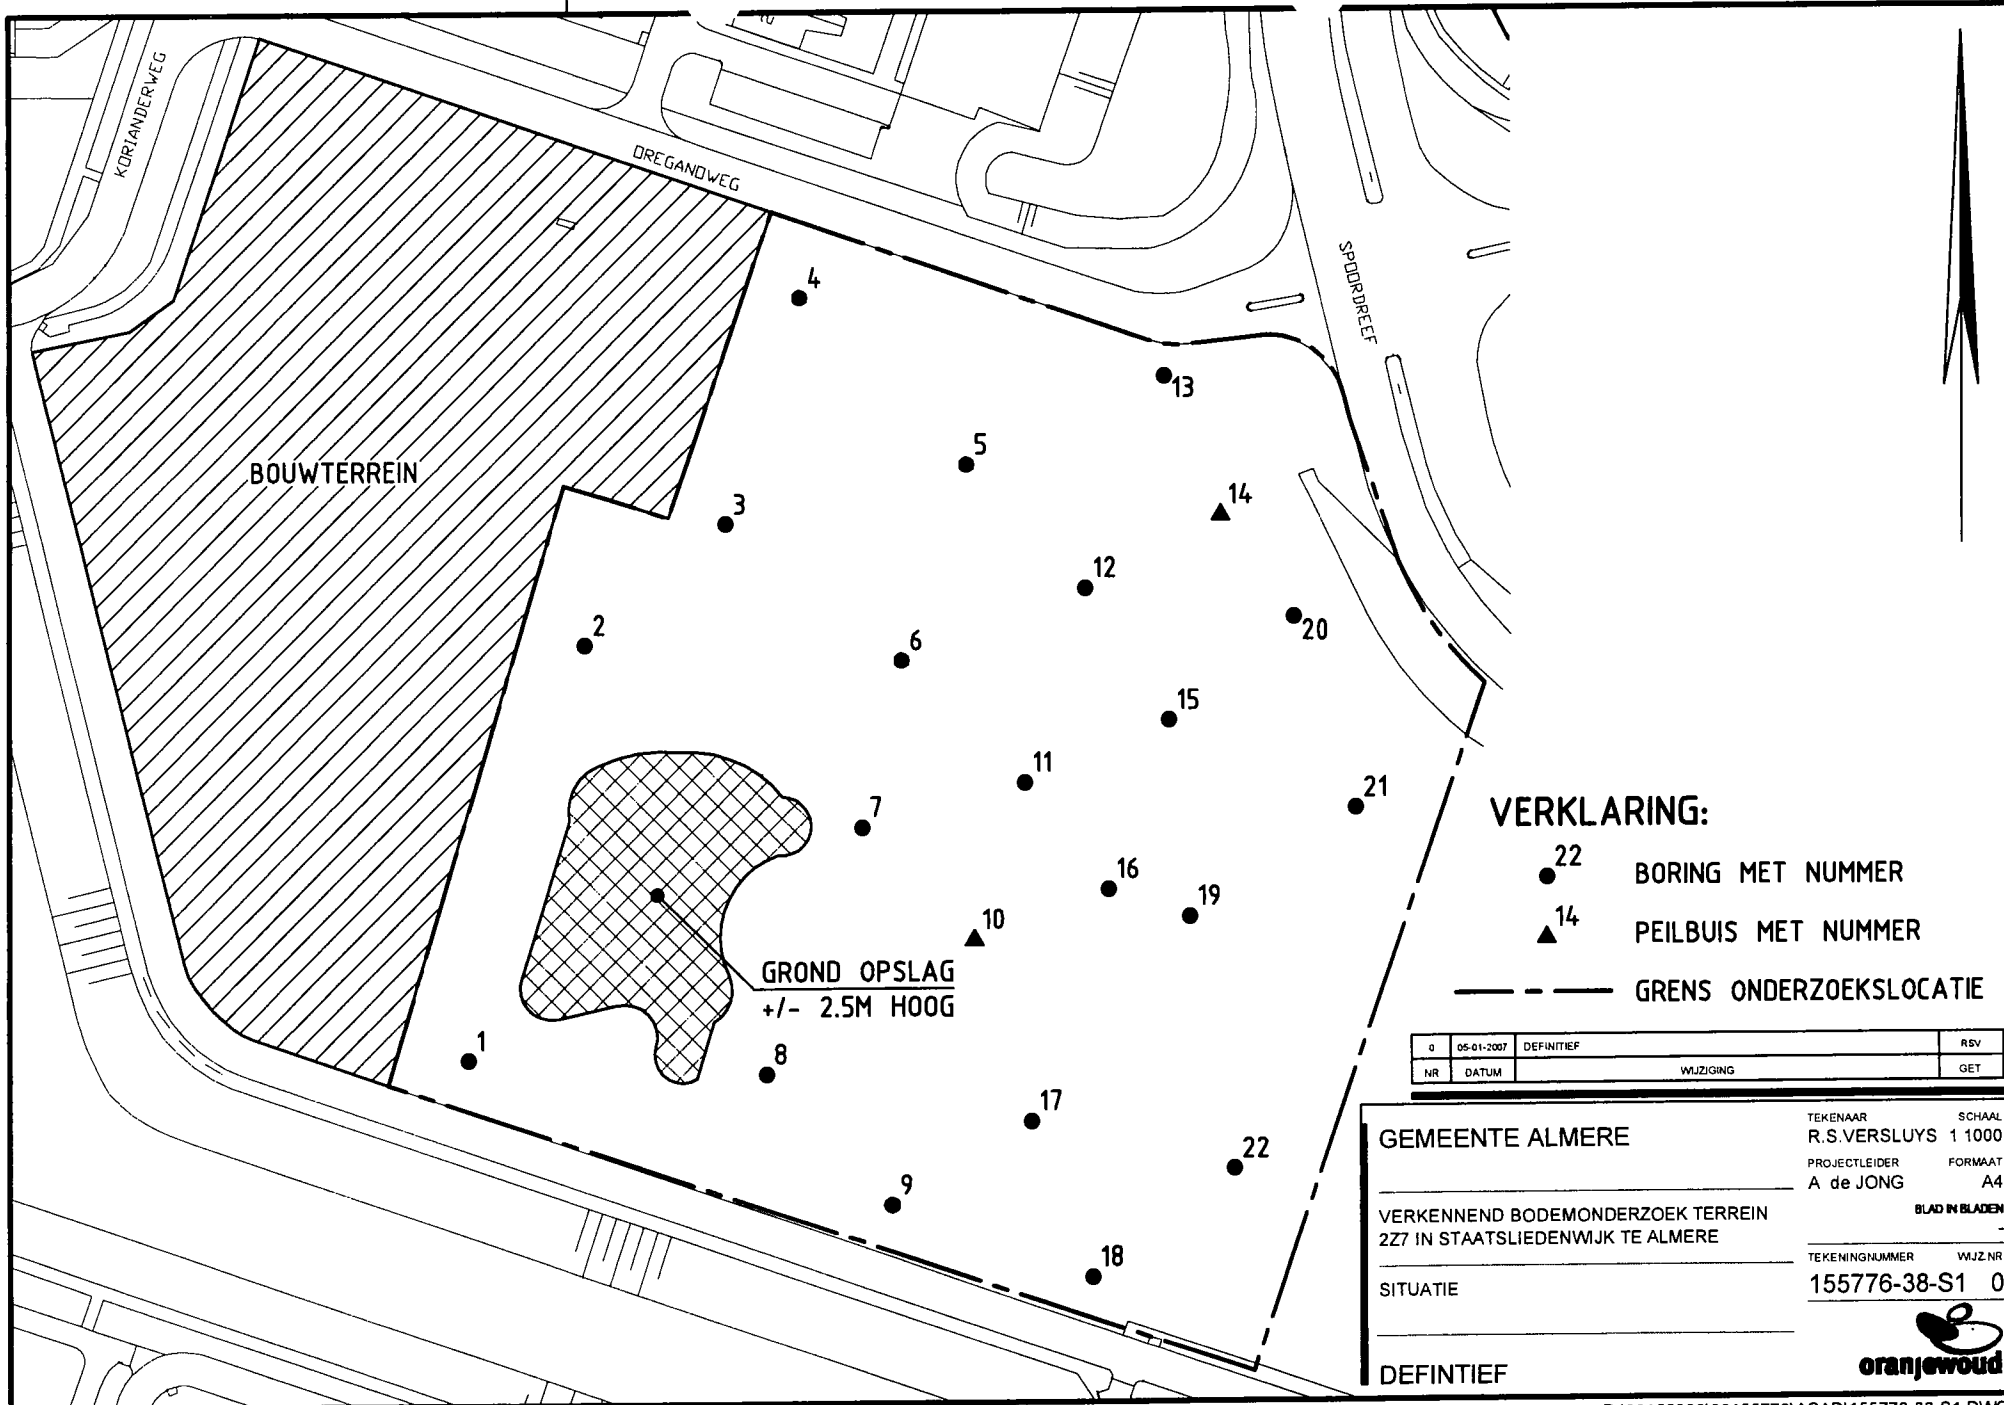 KORIANDERWEG
OREGANOWEG
SPOORDREEF
BOUWTERREIN
4
13
5
3
14
12
2
6
20
15
11
21
7
16
19
10
GROND OPSLAG
+/- 2.5M HOOG
1
8
17
22
9
18
VERKLARING:
22 BORING MET NUMMER
14 PEILBUIS MET NUMMER
GRENS ONDERZOEKSLOCATIE
0 05-01-2007 DEFINITIEF RSV
NR DATUM WIJZIGING GET
GEMEENTE ALMERE
TEKENAAR SCHAAL
R.S.VERSLUYS 1 1000
PROJECTLEIDER FORMAAT
A de JONG A4
VERKENNEND BODEMONDERZOEK TERREIN
2Z7 IN STAATSLIEDENWIJK TE ALMERE
BLAD IN BLADEN
-
TEKENINGNUMMER WIJZ.NR
155776-38-S1 0
SITUATIE
DEFINTIEF
oranjewoud